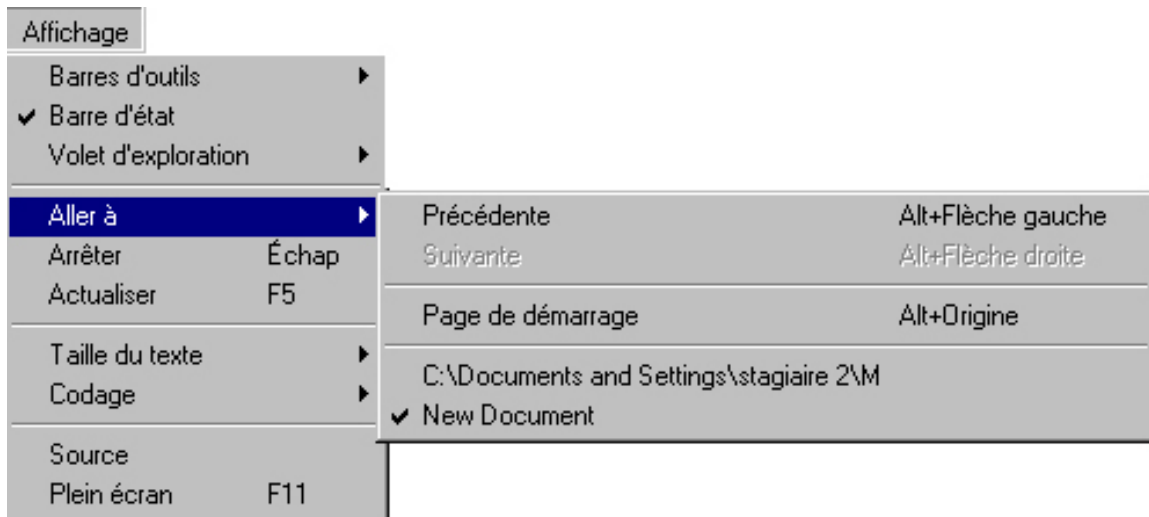 Affichage
Barres d'outils
Barre d'état
Volet d'exploration
Aller à
Arrêter Échap
Actualiser F5
Taille du texte
Codage
Source
Plein écran F11
Précédente Alt+Flèche gauche
Suivante Alt+Flèche droite
Page de démarrage Alt+Origine
C:\Documents and Settings\stagiaire 2\M
New Document